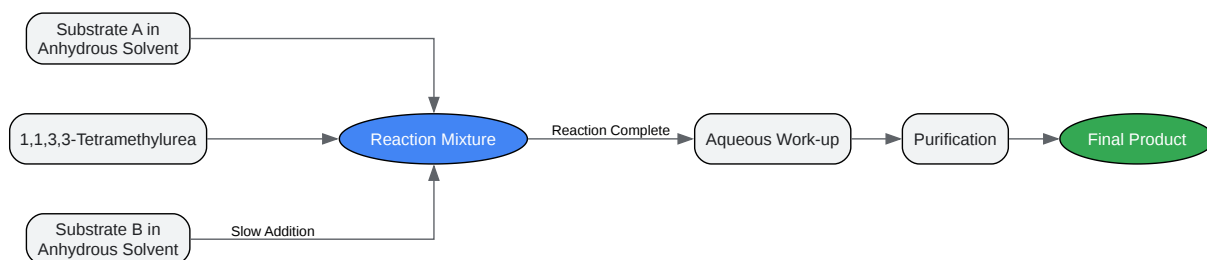 Substrate A in
Anhydrous Solvent
1,1,3,3-Tetramethylurea
Reaction Mixture
Reaction Complete
Aqueous Work-up
Purification
Final Product
Substrate B in
Anhydrous Solvent
Slow Addition